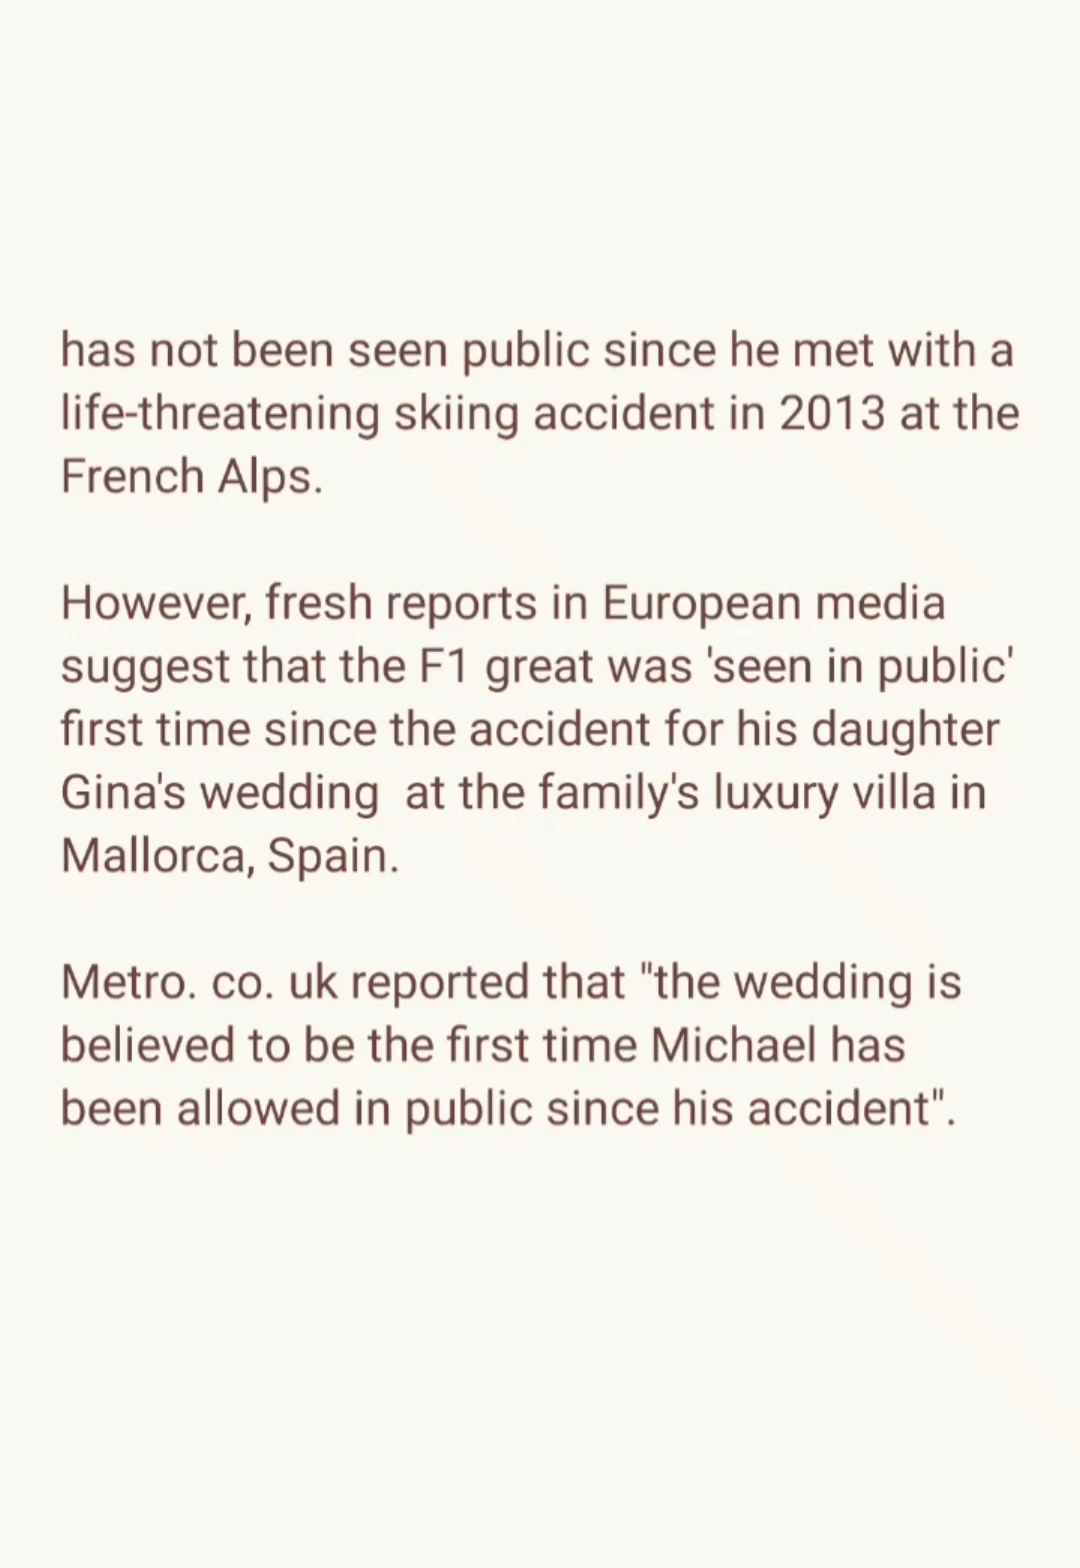 has not been seen public since he met with a
life-threatening skiing accident in 2013 at the
French Alps.
However, fresh reports in European media
suggest that the F1 great was 'seen in public'
first time since the accident for his daughter
Gina's wedding  at the family's luxury villa in
Mallorca, Spain.
Metro. co. uk reported that "the wedding is
believed to be the first time Michael has
been allowed in public since his accident".